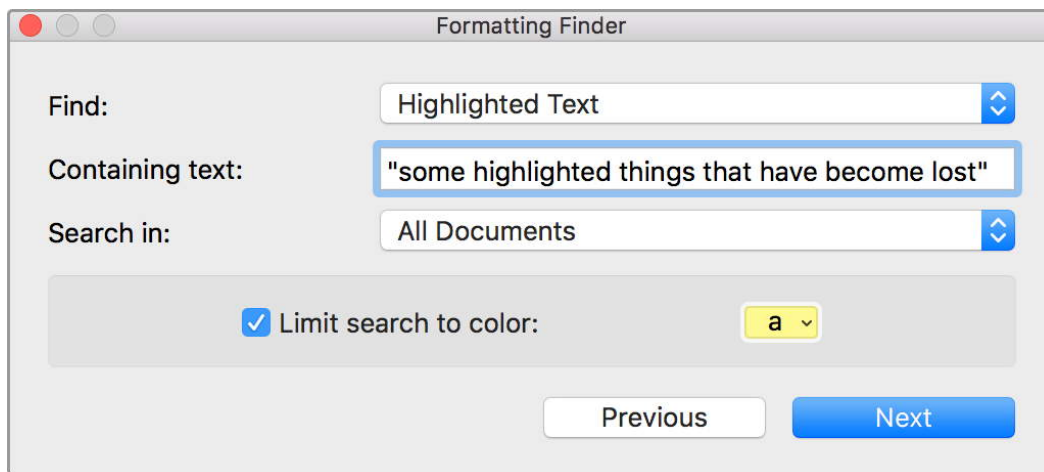 Formatting Finder
Find: Highlighted Text
Containing text: "some highlighted things that have become lost"
Search in: All Documents
Limit search to color: a
Previous Next